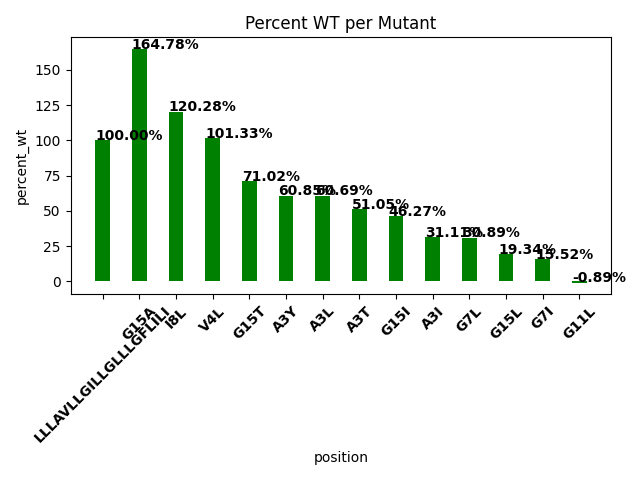 Percent WT per Mutant
percent_wt
150
125
100
75
50
25
0
100.00%
164.78%
120.28%
101.33%
71.02%
60.85%
60.69%
51.05%
46.27%
31.11%
30.89%
19.34%
15.52%
-0.89%
LLLAVLLGILLGLLLGFLILI
G15A
I8L
V4L
G15T
A3Y
A3L
A3T
G15I
A3I
G7L
G15L
G7I
G11L
position